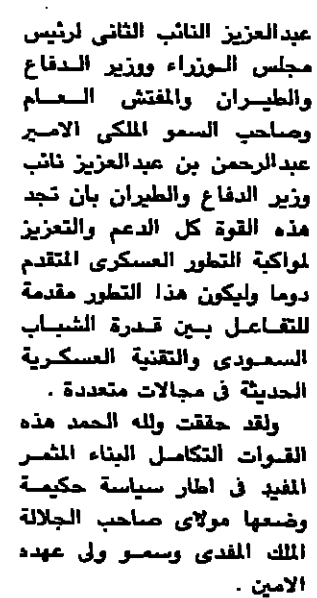 عبدالعزيز النائب الثانى لرئيس
مجلس الوزراء ووزير الدفاع
والطيران والمفتش العام
وصاحب السمو الملكى الامير
عبدالرحمن بن عبدالعزيز نائب
وزير الدفاع والطيران بان تجد
هذه القوة كل الدعم والتعزيز
لمواكبة التطور العسكرى المتقدم
دوما وليكون هذا التطور مقدمة
للتفاعل بين قدرة الشباب
السعودى والتقنية العسكرية
الحديثة فى مجالات متعددة .
ولقد حققت ولله الحمد هذه
القوات ألتكامل البناء المثمر
المفيد فى اطار سياسة حكيمة
وضعها مولاى صاحب الجلالة
الملك المفدى وسمو ولى عهده
الامين .